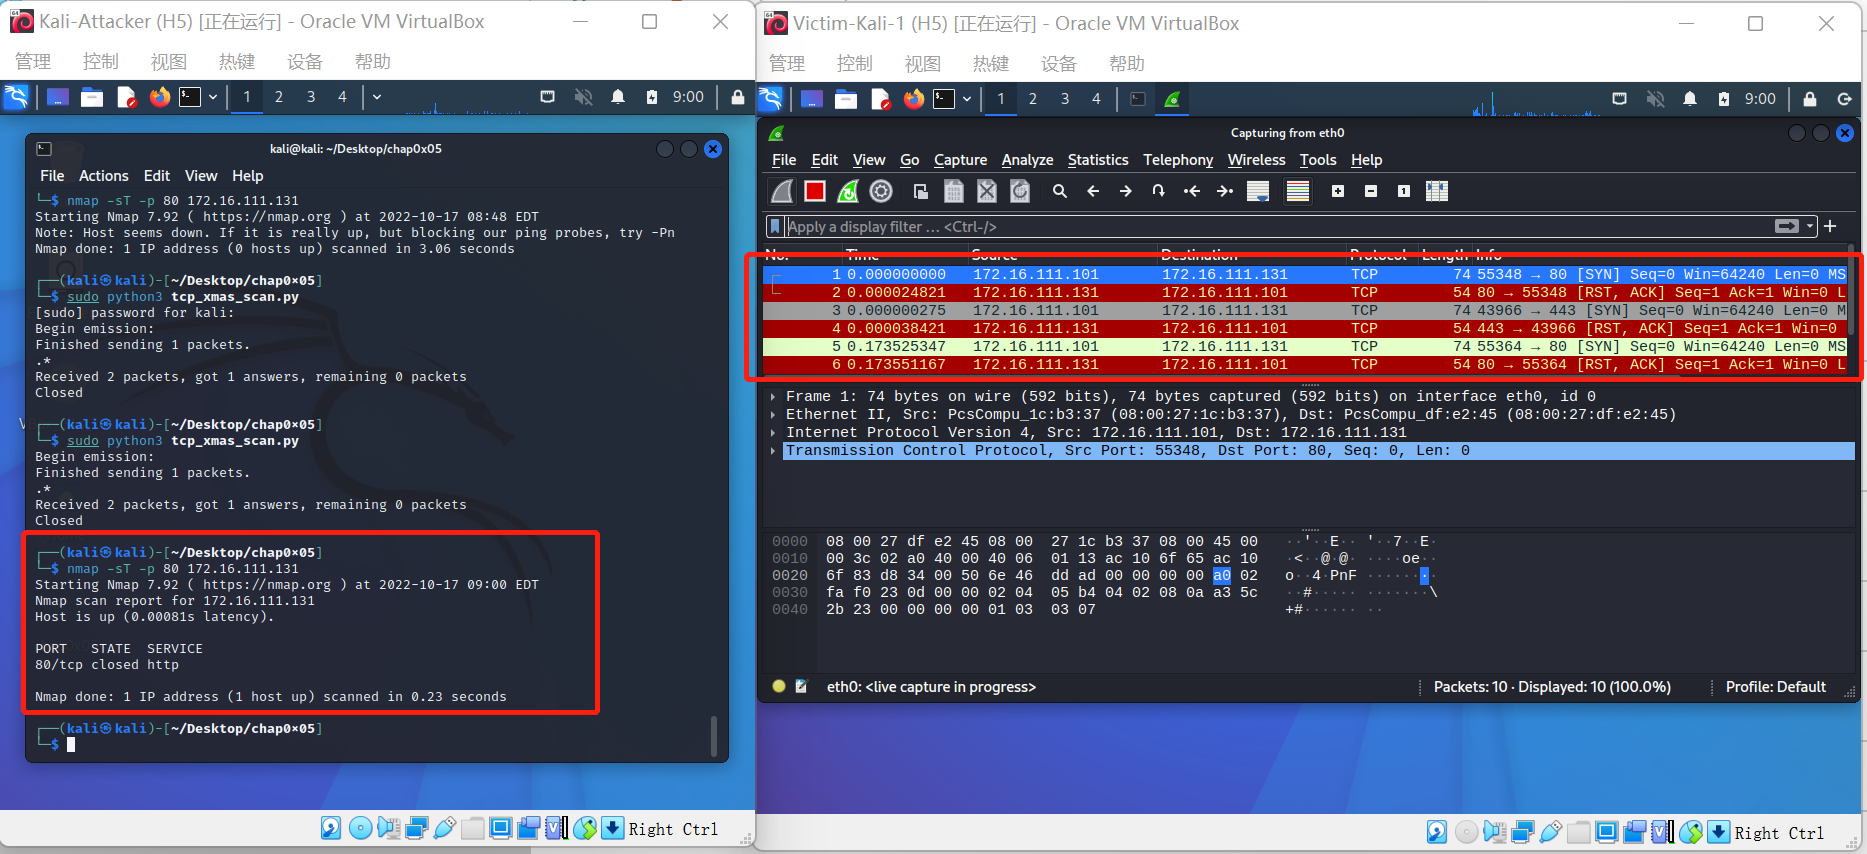 Kali-Attacker (H5) [正在运行] - Oracle VM VirtualBox
管理 控制 视图 热键 设备 帮助
1 2 3 4 9:00
kali@kali: ~/Desktop/chap0x05
File Actions Edit View Help
└─$ nmap -sT -p 80 172.16.111.131
Starting Nmap 7.92 ( https://nmap.org ) at 2022-10-17 08:48 EDT
Note: Host seems down. If it is really up, but blocking our ping probes, try -Pn
Nmap done: 1 IP address (0 hosts up) scanned in 3.06 seconds
┌──(kali㉿kali)-[~/Desktop/chap0×05]
└─$ sudo python3 tcp_xmas_scan.py
[sudo] password for kali:
Begin emission:
Finished sending 1 packets.
.*
Received 2 packets, got 1 answers, remaining 0 packets
Closed
┌──(kali㉿kali)-[~/Desktop/chap0×05]
└─$ sudo python3 tcp_xmas_scan.py
Begin emission:
Finished sending 1 packets.
.*
Received 2 packets, got 1 answers, remaining 0 packets
Closed
┌──(kali㉿kali)-[~/Desktop/chap0×05]
└─$ nmap -sT -p 80 172.16.111.131
Starting Nmap 7.92 ( https://nmap.org ) at 2022-10-17 09:00 EDT
Nmap scan report for 172.16.111.131
Host is up (0.00081s latency).
PORT STATE SERVICE
80/tcp closed http
Nmap done: 1 IP address (1 host up) scanned in 0.23 seconds
┌──(kali㉿kali)-[~/Desktop/chap0×05]
└─$
Right Ctrl
Victim-Kali-1 (H5) [正在运行] - Oracle VM VirtualBox
管理 控制 视图 热键 设备 帮助
1 2 3 4 9:00
Capturing from eth0
File Edit View Go Capture Analyze Statistics Telephony Wireless Tools Help
Apply a display filter … <Ctrl-/>
No. Time Source Destination Protocol Length Info
1 0.000000000 172.16.111.101 172.16.111.131 TCP 74 55348 → 80 [SYN] Seq=0 Win=64240 Len=0 MS
2 0.000024821 172.16.111.131 172.16.111.101 TCP 54 80 → 55348 [RST, ACK] Seq=1 Ack=1 Win=0 L
3 0.000000275 172.16.111.101 172.16.111.131 TCP 74 43966 → 443 [SYN] Seq=0 Win=64240 Len=0 M
4 0.000038421 172.16.111.131 172.16.111.101 TCP 54 443 → 43966 [RST, ACK] Seq=1 Ack=1 Win=0
5 0.173525347 172.16.111.101 172.16.111.131 TCP 74 55364 → 80 [SYN] Seq=0 Win=64240 Len=0 MS
6 0.173551167 172.16.111.131 172.16.111.101 TCP 54 80 → 55364 [RST, ACK] Seq=1 Ack=1 Win=0 L
Frame 1: 74 bytes on wire (592 bits), 74 bytes captured (592 bits) on interface eth0, id 0
Ethernet II, Src: PcsCompu_1c:b3:37 (08:00:27:1c:b3:37), Dst: PcsCompu_df:e2:45 (08:00:27:df:e2:45)
Internet Protocol Version 4, Src: 172.16.111.101, Dst: 172.16.111.131
Transmission Control Protocol, Src Port: 55348, Dst Port: 80, Seq: 0, Len: 0
0000 08 00 27 df e2 45 08 00 27 1c b3 37 08 00 45 00 ··'··E·· '··7··E·
0010 00 3c 02 a0 40 00 40 06 01 13 ac 10 6f 65 ac 10 ·<··@·@· ····oe··
0020 6f 83 d8 34 00 50 6e 46 dd ad 00 00 00 00 a0 02 o··4·PnF ········
0030 fa f0 23 0d 00 00 02 04 05 b4 04 02 08 0a a3 5c ··#····· ·······\
0040 2b 23 00 00 00 00 01 03 03 07 +#······ ··
eth0: <live capture in progress>
Packets: 10 · Displayed: 10 (100.0%)
Profile: Default
Right Ctrl